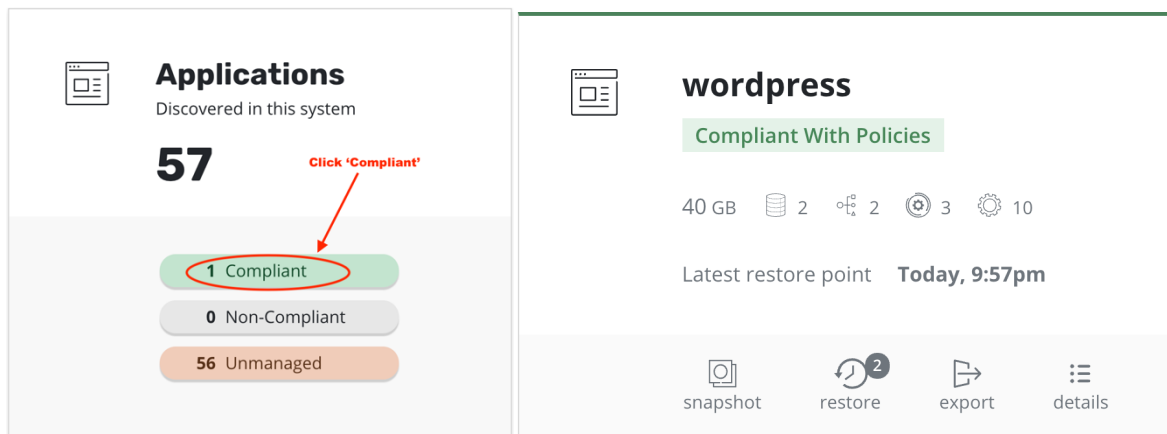 Applications
Discovered in this system
57
Click ‘Compliant’
1 Compliant
0 Non-Compliant
56 Unmanaged
wordpress
Compliant With Policies
40 GB 2 2 3 10
Latest restore point Today, 9:57pm
2
snapshot restore export details